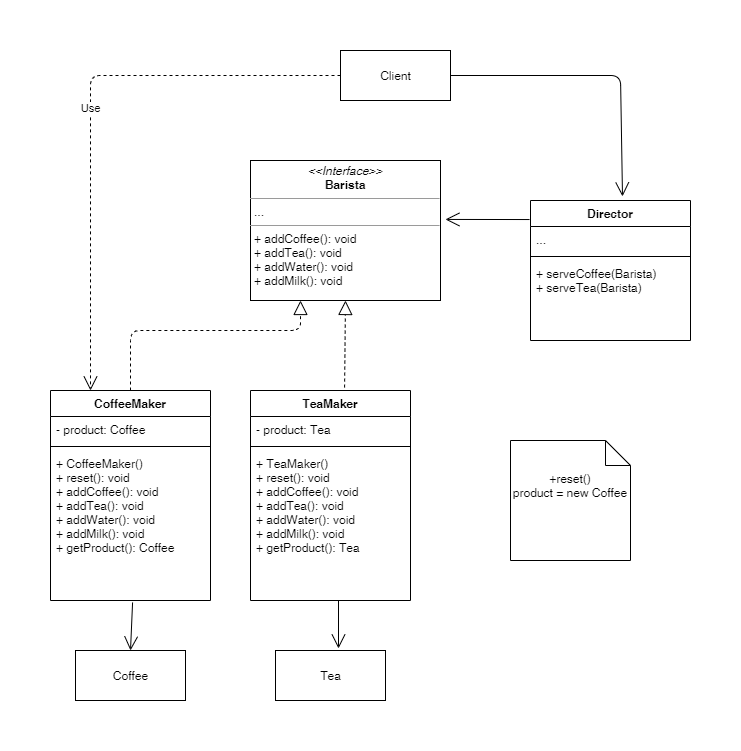 Client
Use
<<Interface>>
Barista
...
+ addCoffee(): void
+ addTea(): void
+ addWater(): void
+ addMilk(): void
Director
...
+ serveCoffee(Barista)
+ serveTea(Barista)
CoffeeMaker
- product: Coffee
+ CoffeeMaker()
+ reset(): void
+ addCoffee(): void
+ addTea(): void
+ addWater(): void
+ addMilk(): void
+ getProduct(): Coffee
TeaMaker
- product: Tea
+ TeaMaker()
+ reset(): void
+ addCoffee(): void
+ addTea(): void
+ addWater(): void
+ addMilk(): void
+ getProduct(): Tea
+reset()
product = new Coffee
Coffee
Tea